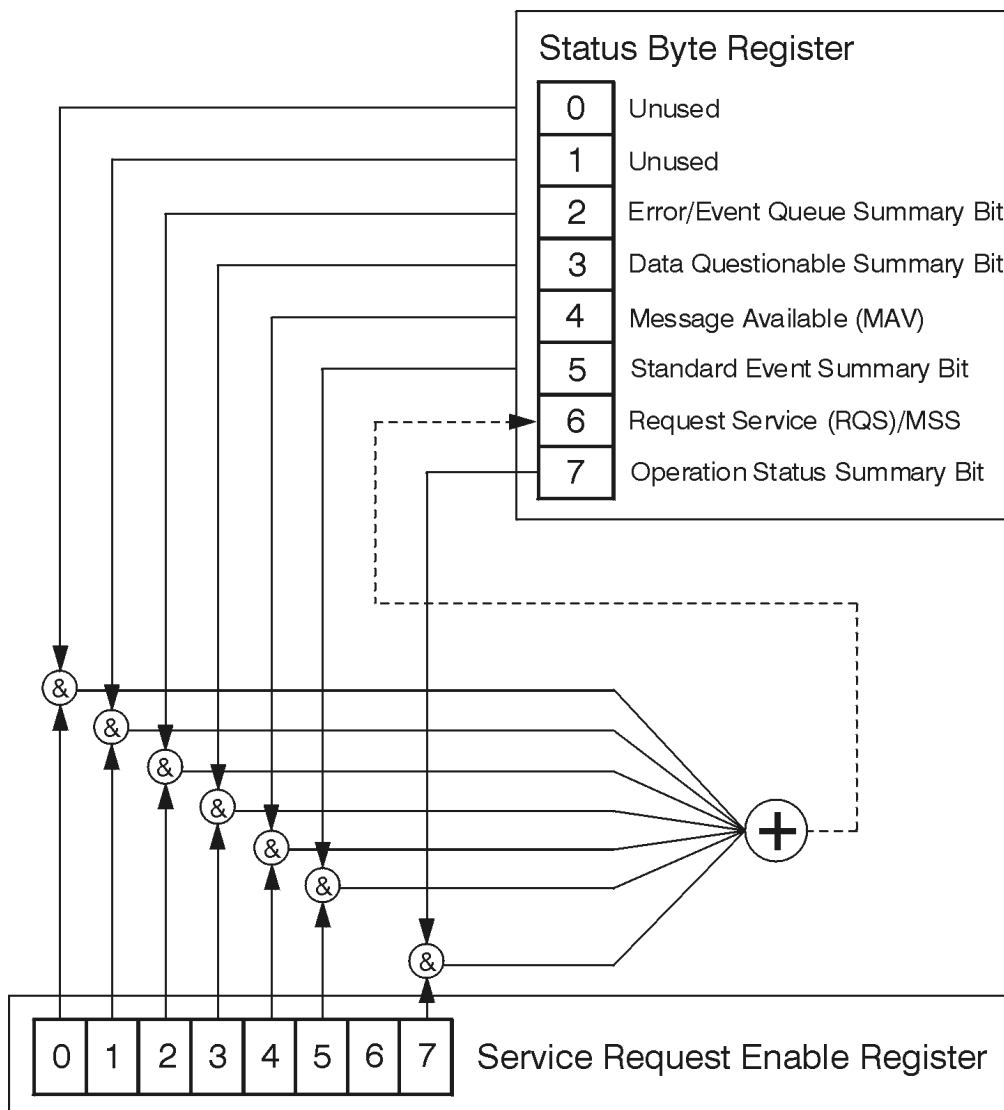 Status Byte Register
0 Unused
1 Unused
2 Error/Event Queue Summary Bit
3 Data Questionable Summary Bit
4 Message Available (MAV)
5 Standard Event Summary Bit
6 Request Service (RQS)/MSS
7 Operation Status Summary Bit
&
&
&
&
&
&
+
&
0 1 2 3 4 5 6 7 Service Request Enable Register